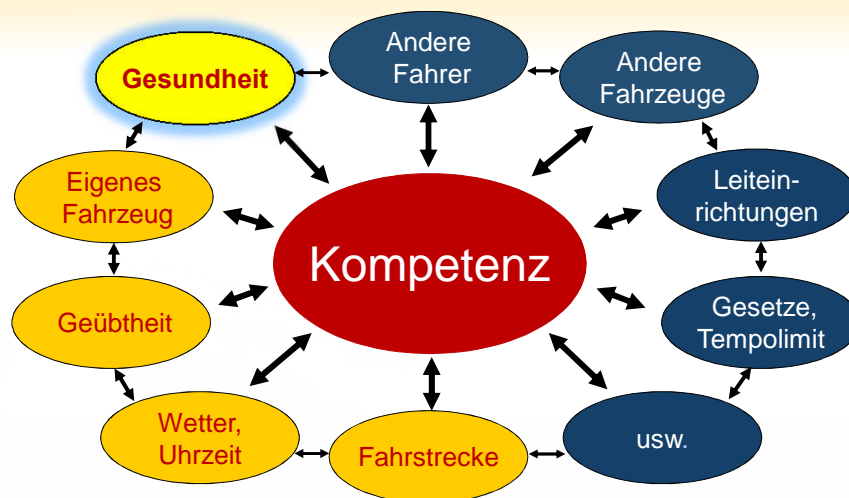 Gesundheit
Andere
Fahrer
Andere
Fahrzeuge
Eigenes
Fahrzeug
Leitein-
richtungen
Kompetenz
Geübtheit
Gesetze,
Tempolimit
Wetter,
Uhrzeit
Fahrstrecke
usw.